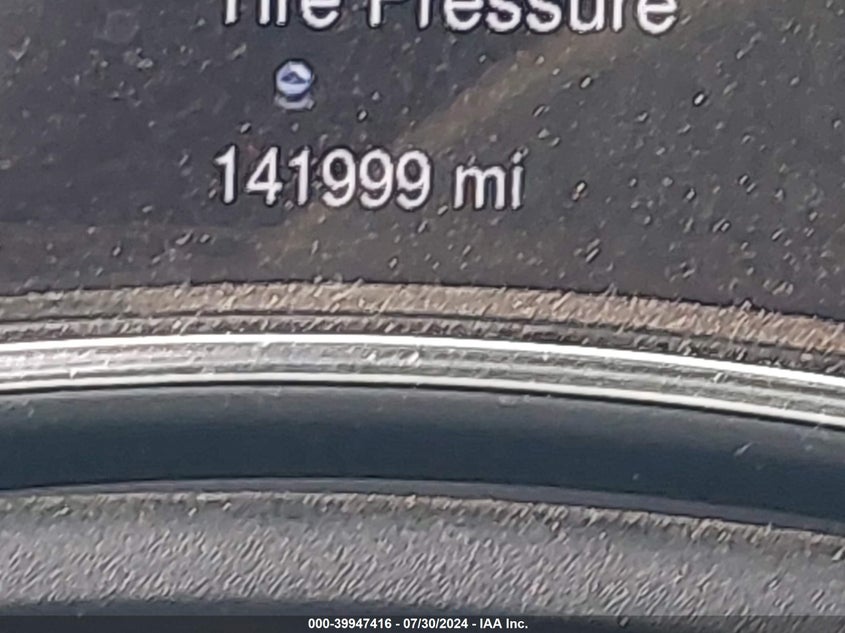 Tire Pressure
141999 mi
000-39947416 - 07/30/2024 - IAA Inc.